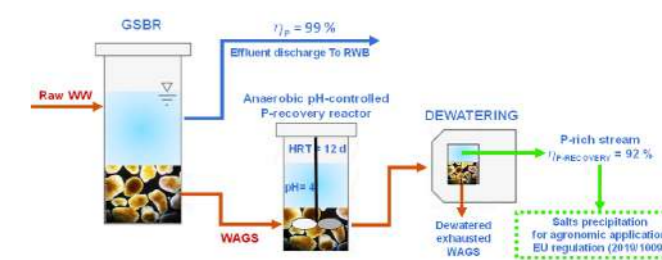 GSBR
ηP = 99 %
Effluent discharge To RWB
Raw WW
Anaerobic pH-controlled
P-recovery reactor
HRT = 12 d
pH= 4
WAGS
DEWATERING
P-rich stream
ηP-RECOVERY = 92 %
Dewatered
exhausted
WAGS
Salts precipitation
for agronomic application
EU regulation (2019/1009